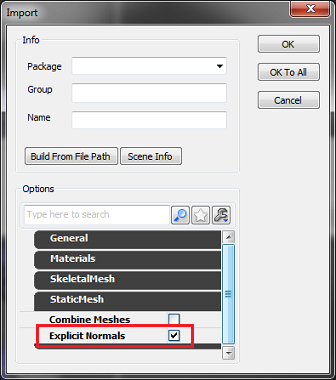 Import
Info
Package
Group
Name
Build From File Path
Scene Info
OK
OK To All
Cancel
Options
Type here to search
General
Materials
SkeletalMesh
StaticMesh
Combine Meshes
Explicit Normals